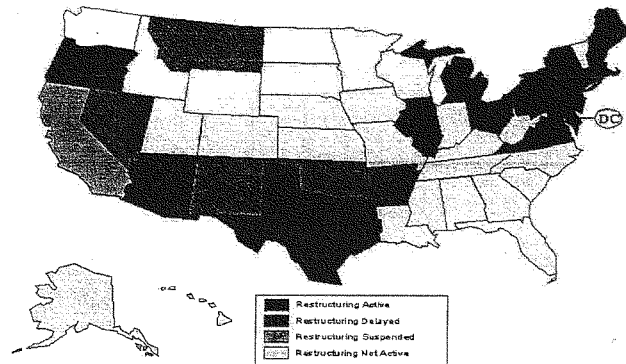 DC
Restructuring Active
Restructuring Delayed
Restructuring Suspended
Restructuring Not Active